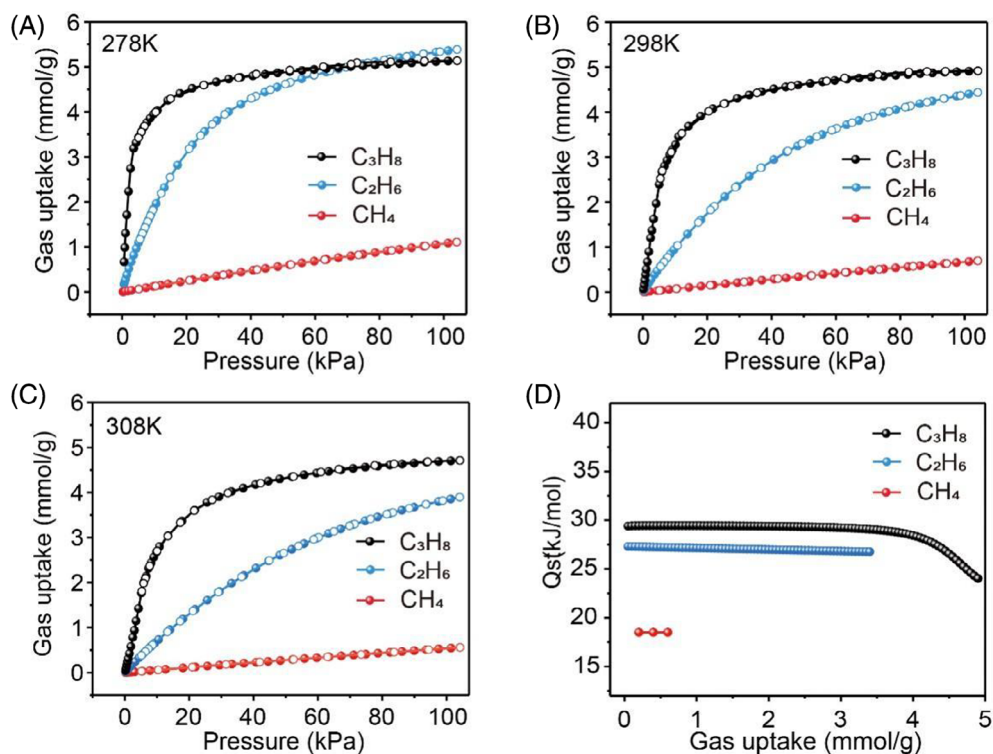 (A)
278K
Gas uptake (mmol/g)
6
5
4
3
2
1
0
C₃H₈
C₂H₆
CH₄
0 20 40 60 80 100
Pressure (kPa)
(B)
298K
Gas uptake (mmol/g)
6
5
4
3
2
1
0
C₃H₈
C₂H₆
CH₄
0 20 40 60 80 100
Pressure (kPa)
(C)
308K
Gas uptake (mmol/g)
6
5
4
3
2
1
0
C₃H₈
C₂H₆
CH₄
0 20 40 60 80 100
Pressure (kPa)
(D)
Qst(kJ/mol)
40
35
30
25
20
15
C₃H₈
C₂H₆
CH₄
0 1 2 3 4 5
Gas uptake (mmol/g)